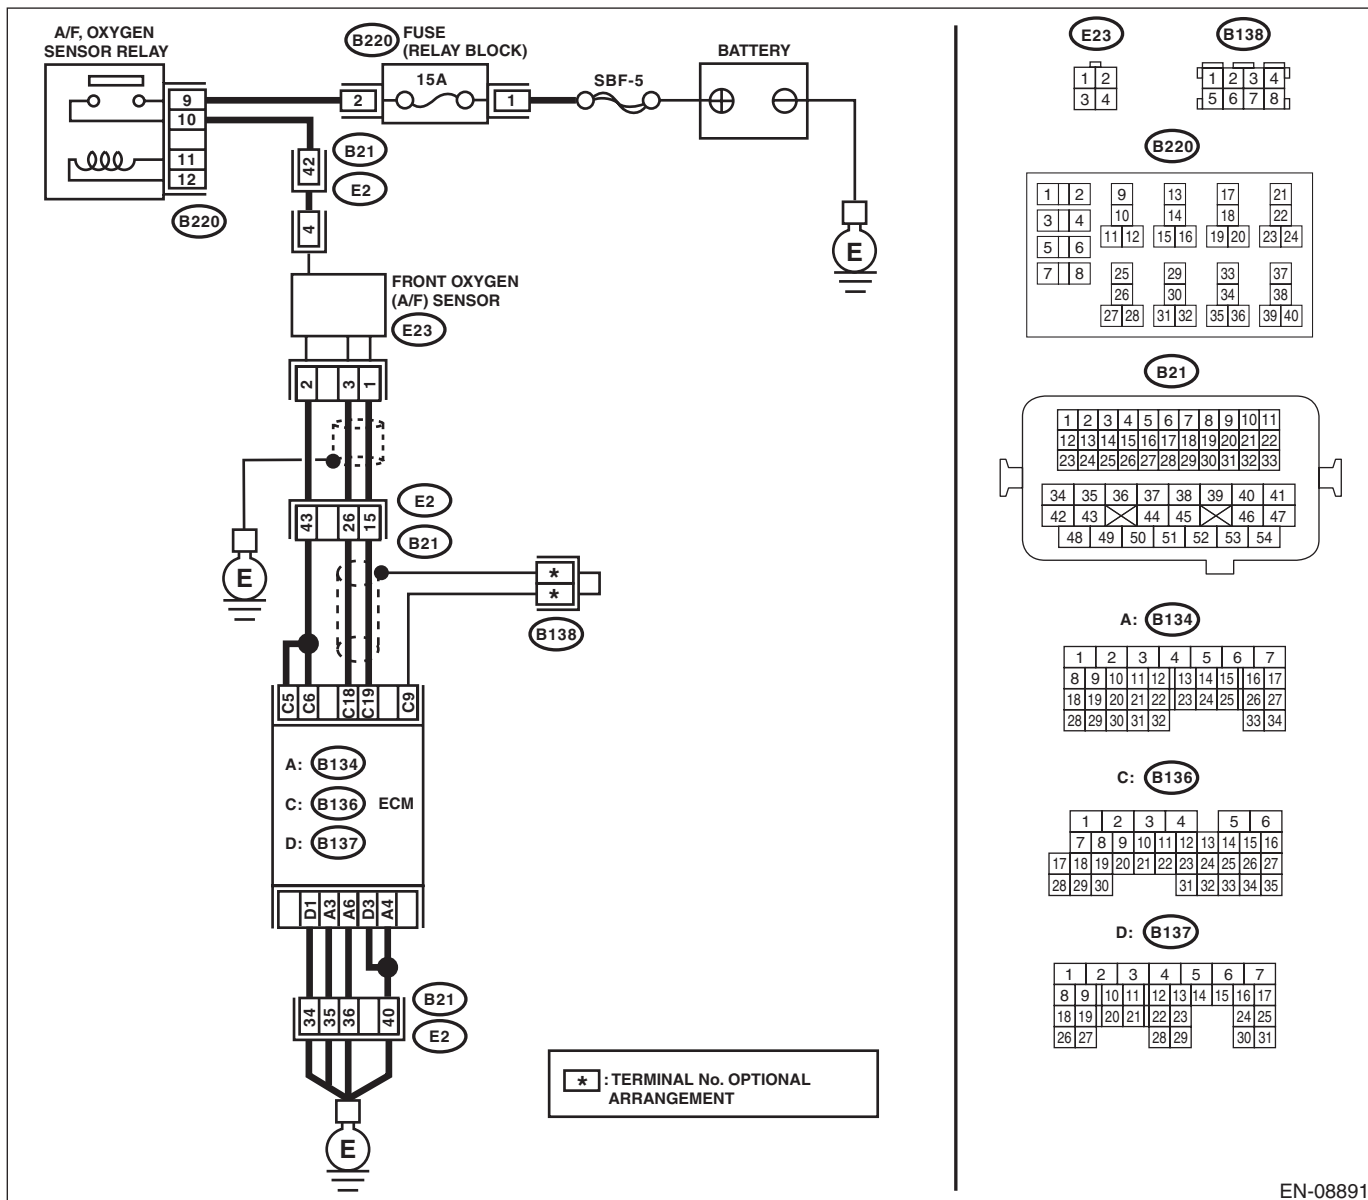 A/F, OXYGEN
SENSOR RELAY
B220
FUSE
(RELAY BLOCK)
15A
BATTERY
SBF-5
9
10
11
12
2
1
B220
42
B21
E2
4
E
FRONT OXYGEN
(A/F) SENSOR
E23
2 3 1
43 26 15
E2
B21
E
*
*
B138
C5 C6 C18 C19 C9
A: B134
C: B136 ECM
D: B137
D1 A3 A6 D3 A4
34 35 36 40
B21
E2
E
* : TERMINAL No. OPTIONAL
ARRANGEMENT
E23
1 2
3 4
B138
1 2 3 4
5 6 7 8
B220
1 2 9 13 17 21
3 4 10 14 18 22
11 12 15 16 19 20 23 24
5 6
7 8 25 29 33 37
26 30 34 38
27 28 31 32 35 36 39 40
B21
1 2 3 4 5 6 7 8 9 10 11
12 13 14 15 16 17 18 19 20 21 22
23 24 25 26 27 28 29 30 31 32 33
34 35 36 37 38 39 40 41
42 43 44 45 46 47
48 49 50 51 52 53 54
A: B134
1 2 3 4 5 6 7
8 9 10 11 12 13 14 15 16 17
18 19 20 21 22 23 24 25 26 27
28 29 30 31 32 33 34
C: B136
1 2 3 4 5 6
7 8 9 10 11 12 13 14 15 16
17 18 19 20 21 22 23 24 25 26 27
28 29 30 31 32 33 34 35
D: B137
1 2 3 4 5 6 7
8 9 10 11 12 13 14 15 16 17
18 19 20 21 22 23 24 25
26 27 28 29 30 31
EN-08891